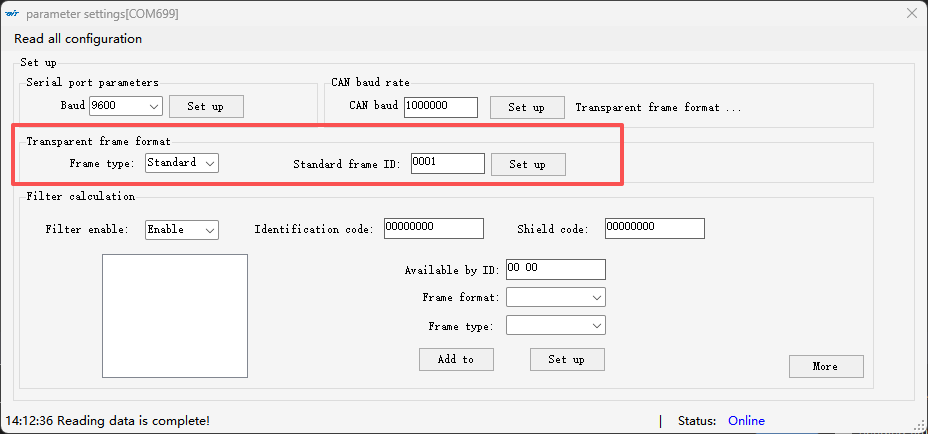 parameter settings[COM699]
Read all configuration
Set up
Serial port parameters
CAN baud rate
Baud 9600 Set up
CAN baud 1000000 Set up Transparent frame format ...
Transparent frame format
Frame type: Standard Standard frame ID: 0001 Set up
Filter calculation
Filter enable: Enable Identification code: 00000000 Shield code: 00000000
Available by ID: 00 00
Frame format:
Frame type:
Add to Set up
More
14:12:36 Reading data is complete! | Status: Online